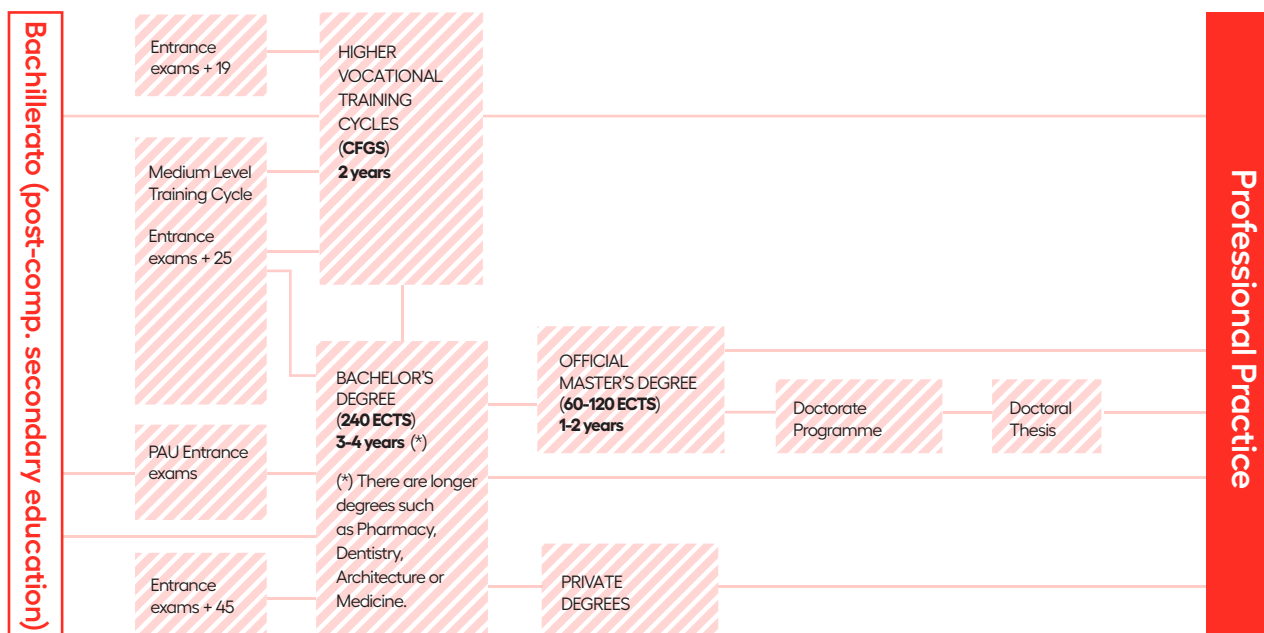 Bachillerato (post-comp. secondary education)
Entrance
exams + 19
Medium Level
Training Cycle
Entrance
exams + 25
PAU Entrance
exams
Entrance
exams + 45
HIGHER
VOCATIONAL
TRAINING
CYCLES
(CFGS)
2 years
BACHELOR'S
DEGREE
(240 ECTS)
3-4 years (*)
(*) There are longer
degrees such
as Pharmacy,
Dentistry,
Architecture or
Medicine.
OFFICIAL
MASTER'S DEGREE
(60-120 ECTS)
1-2 years
PRIVATE
DEGREES
Doctorate
Programme
Doctoral
Thesis
Professional Practice